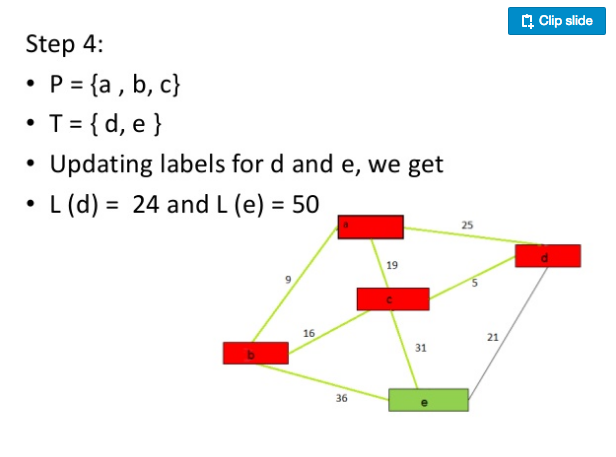 Clip slide
Step 4:
• P = {a , b, c}
• T = { d, e }
• Updating labels for d and e, we get
• L (d) =  24 and L (e) = 50
a
25
d
19
9
5
c
16
21
31
b
36
e